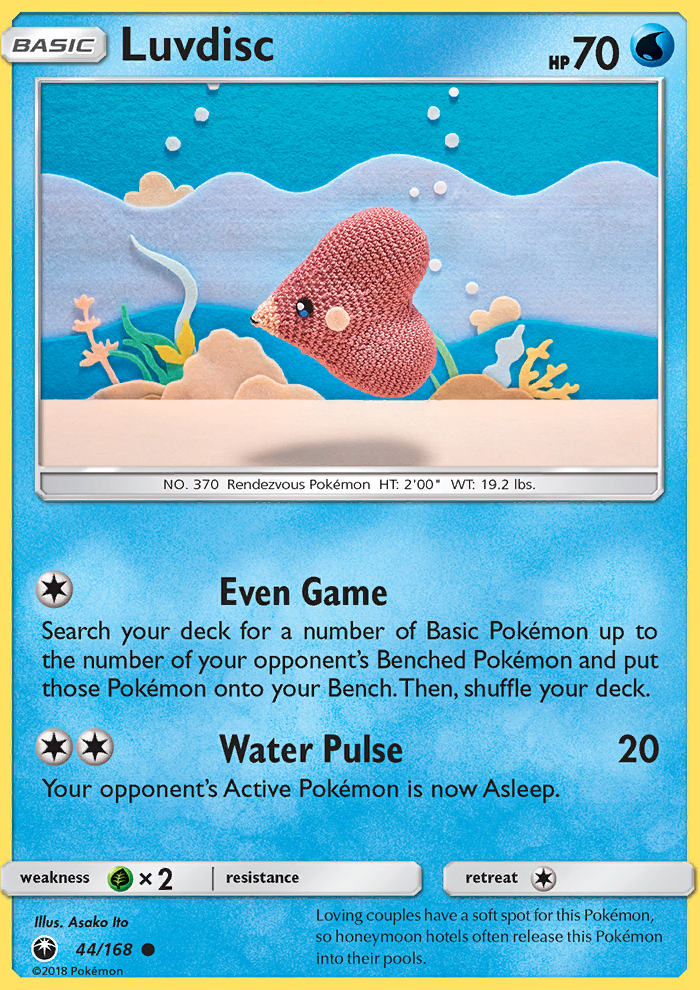 BASIC Luvdisc HP 70
NO. 370 Rendezvous Pokémon HT: 2'00" WT: 19.2 lbs.
Even Game
Search your deck for a number of Basic Pokémon up to
the number of your opponent's Benched Pokémon and put
those Pokémon onto your Bench. Then, shuffle your deck.
Water Pulse 20
Your opponent's Active Pokémon is now Asleep.
weakness ×2 resistance retreat
Illus. Asako Ito
44/168
©2018 Pokémon
Loving couples have a soft spot for this Pokémon,
so honeymoon hotels often release this Pokémon
into their pools.